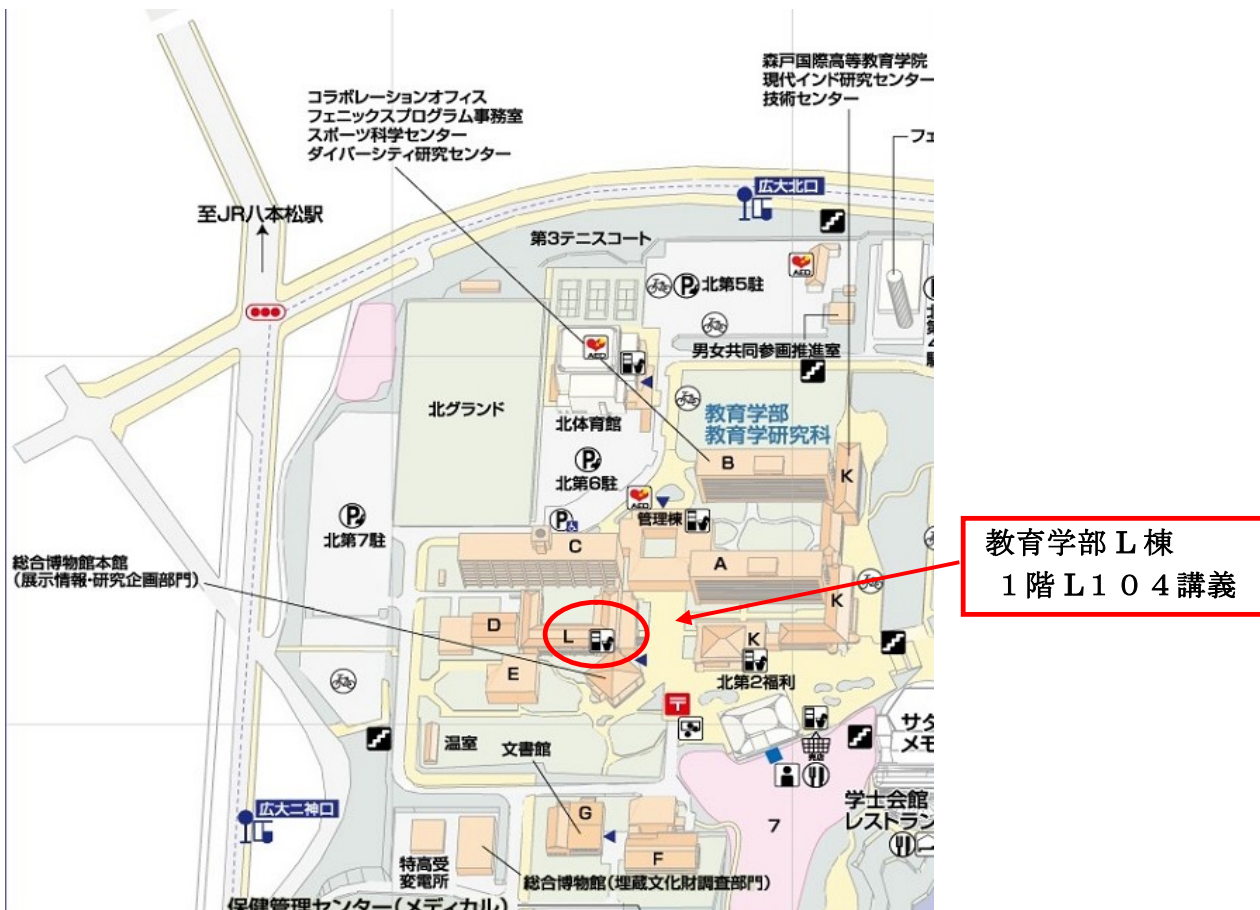 森戸国際高等教育学院
現代インド研究センター
技術センター
コラボレーションオフィス
フェニックスプログラム事務室
スポーツ科学センター
ダイバーシティ研究センター
フェ
広大北口
至JR八本松駅
第3テニスコート
AED
北第5駐
男女共同参画推進室
AED
北グランド
北体育館
教育学部
教育学研究科
B
K
北第6駐
AED
管理棟
北第7駐
C
A
K
総合博物館本館
(展示情報・研究企画部門)
教育学部L棟
1階L104講義
D
L
K
E
北第2福利
温室
文書館
売店
サタ
メモ
広大二神口
学士会館
レストラン
G
7
F
特高受
変電所
総合博物館(埋蔵文化財調査部門)
保健管理センター(メディカル)